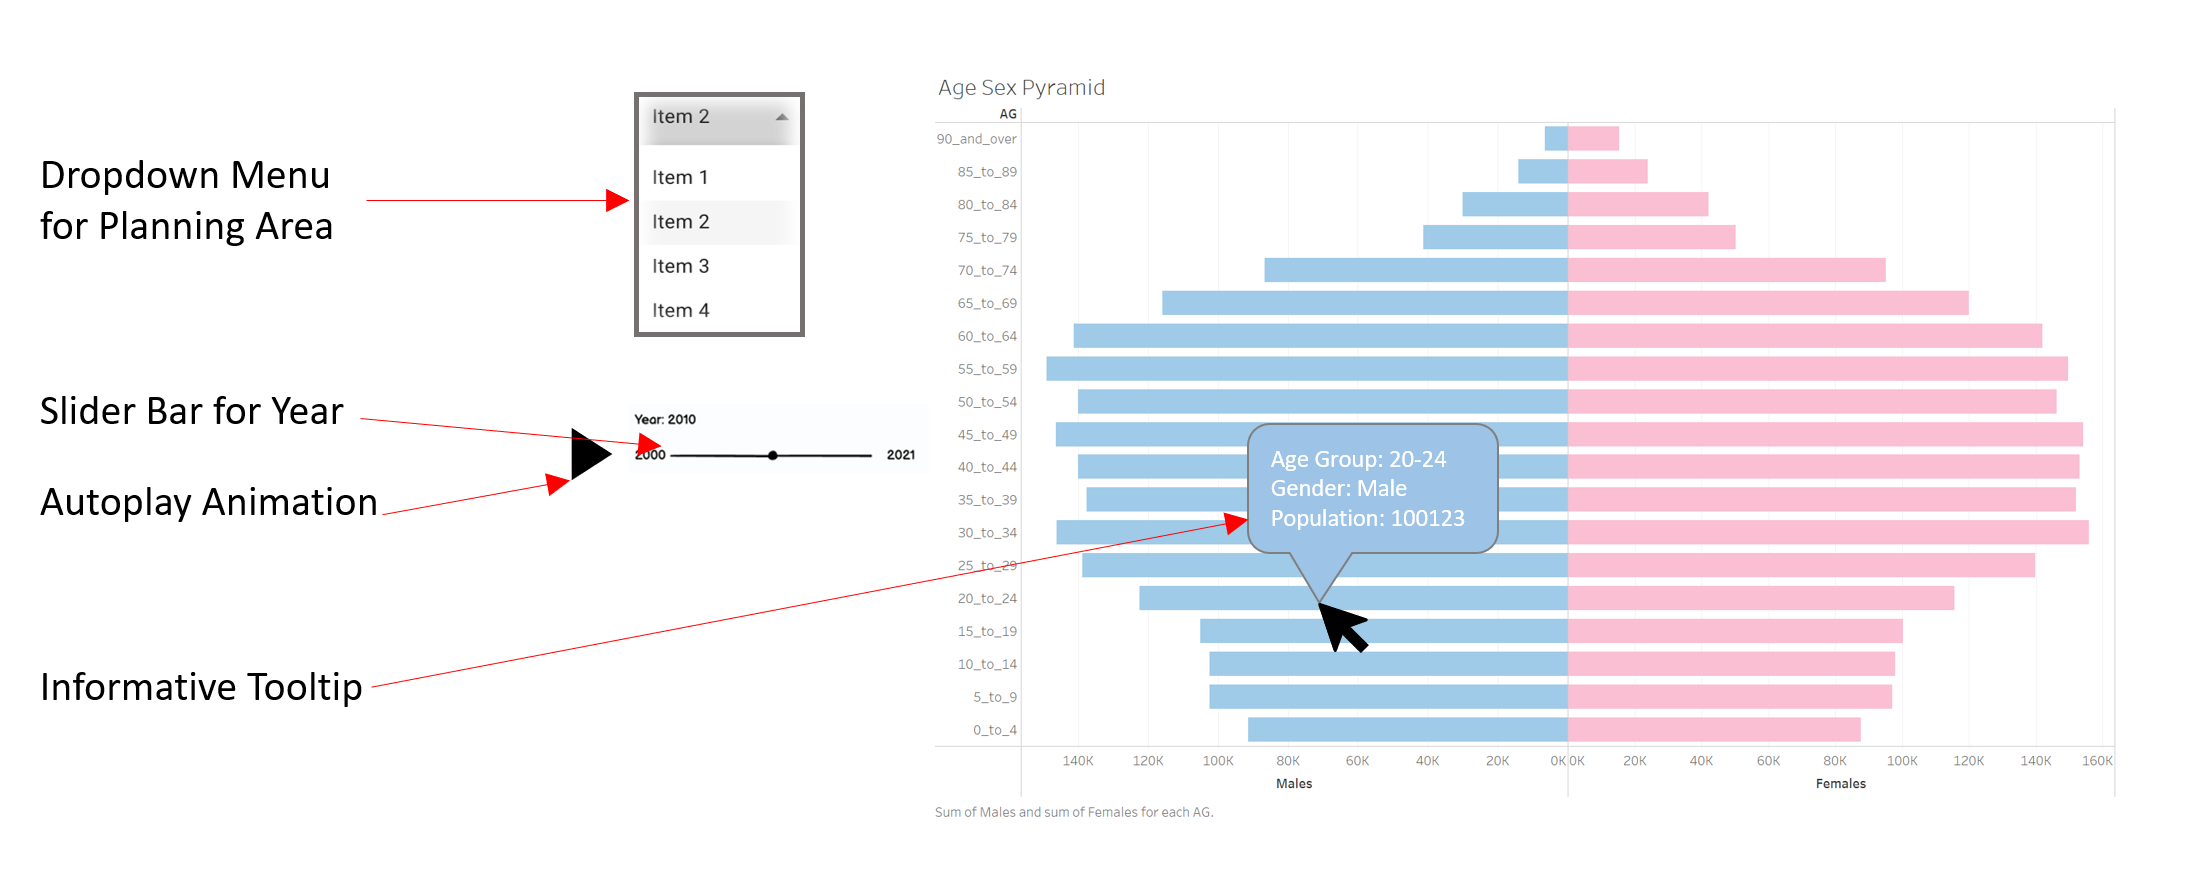 Dropdown Menu
for Planning Area
Item 2
Item 1
Item 2
Item 3
Item 4
Slider Bar for Year
Autoplay Animation
Year: 2010
2000
2021
Informative Tooltip
Age Sex Pyramid
AG
90_and_over
85_to_89
80_to_84
75_to_79
70_to_74
65_to_69
60_to_64
55_to_59
50_to_54
45_to_49
40_to_44
35_to_39
30_to_34
25_to_29
20_to_24
15_to_19
10_to_14
5_to_9
0_to_4
Age Group: 20-24
Gender: Male
Population: 100123
140K 120K 100K 80K 60K 40K 20K 0K 0K 20K 40K 60K 80K 100K 120K 140K 160K
Males Females
Sum of Males and sum of Females for each AG.